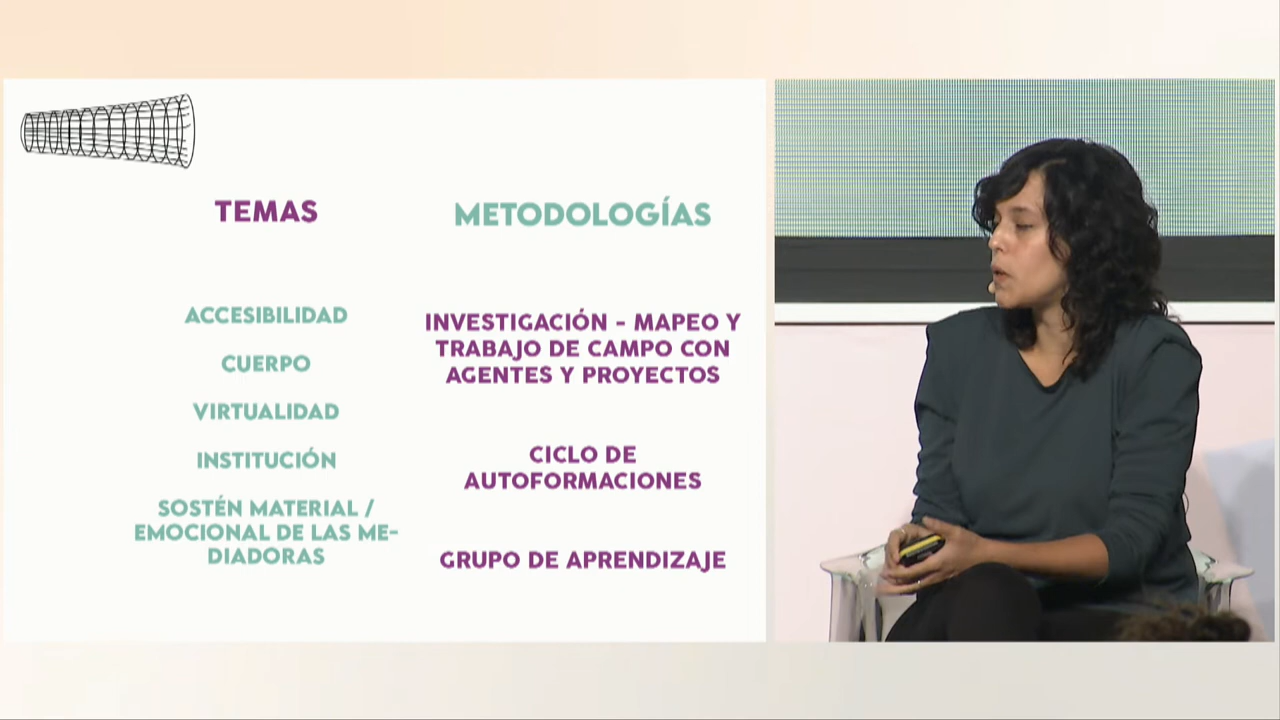 TEMAS
ACCESIBILIDAD
CUERPO
VIRTUALIDAD
INSTITUCIÓN
SOSTÉN MATERIAL /
EMOCIONAL DE LAS ME-
DIADORAS
METODOLOGÍAS
INVESTIGACIÓN - MAPEO Y
TRABAJO DE CAMPO CON
AGENTES Y PROYECTOS
CICLO DE
AUTOFORMACIONES
GRUPO DE APRENDIZAJE